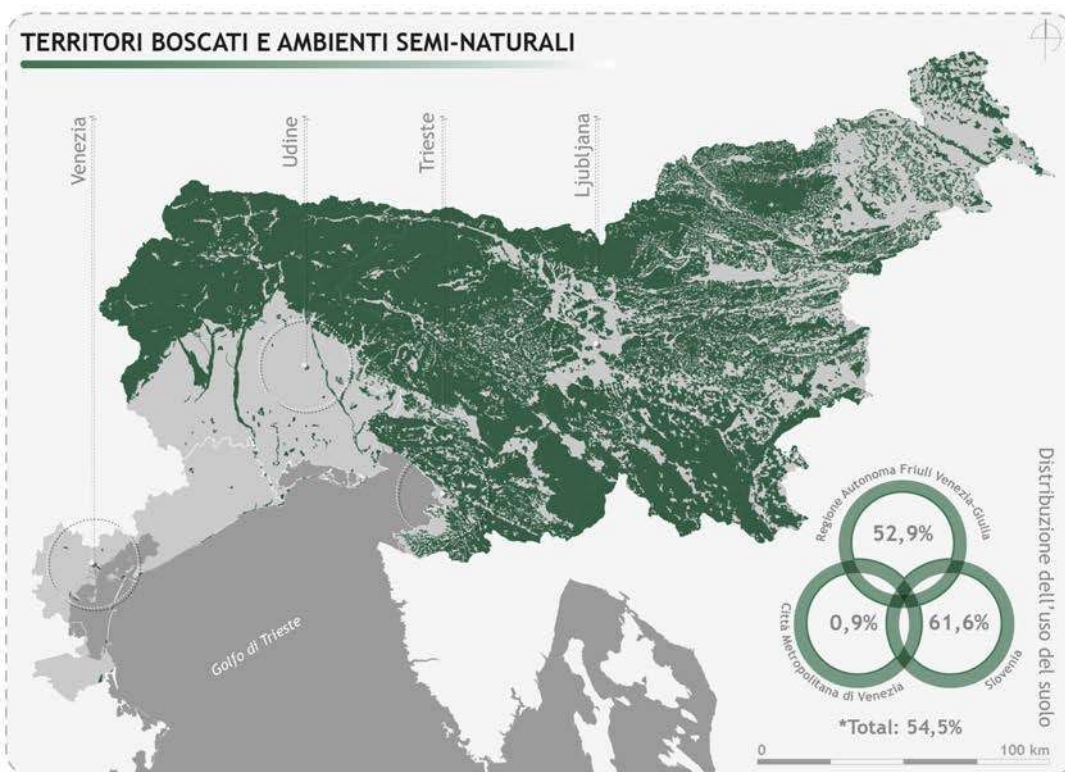 TERRITORI BOSCATI E AMBIENTI SEMI-NATURALI
Venezia
Udine
Trieste
Ljubljana
Golfo di Trieste
Regione Autonoma Friuli Venezia-Giulia
52,9%
0,9%
61,6%
Città Metropolitana di Venezia
Slovenia
*Total: 54,5%
Distribuzione dell'uso del suolo
0
100 km